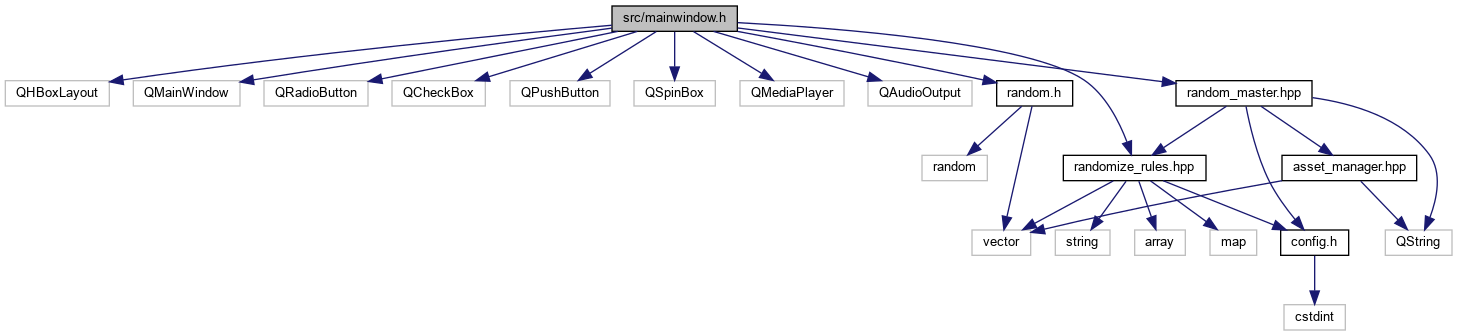 src/mainwindow.h
QHBoxLayout
QMainWindow
QRadioButton
QCheckBox
QPushButton
QSpinBox
QMediaPlayer
QAudioOutput
random.h
random_master.hpp
random
randomize_rules.hpp
asset_manager.hpp
vector
string
array
map
config.h
QString
cstdint